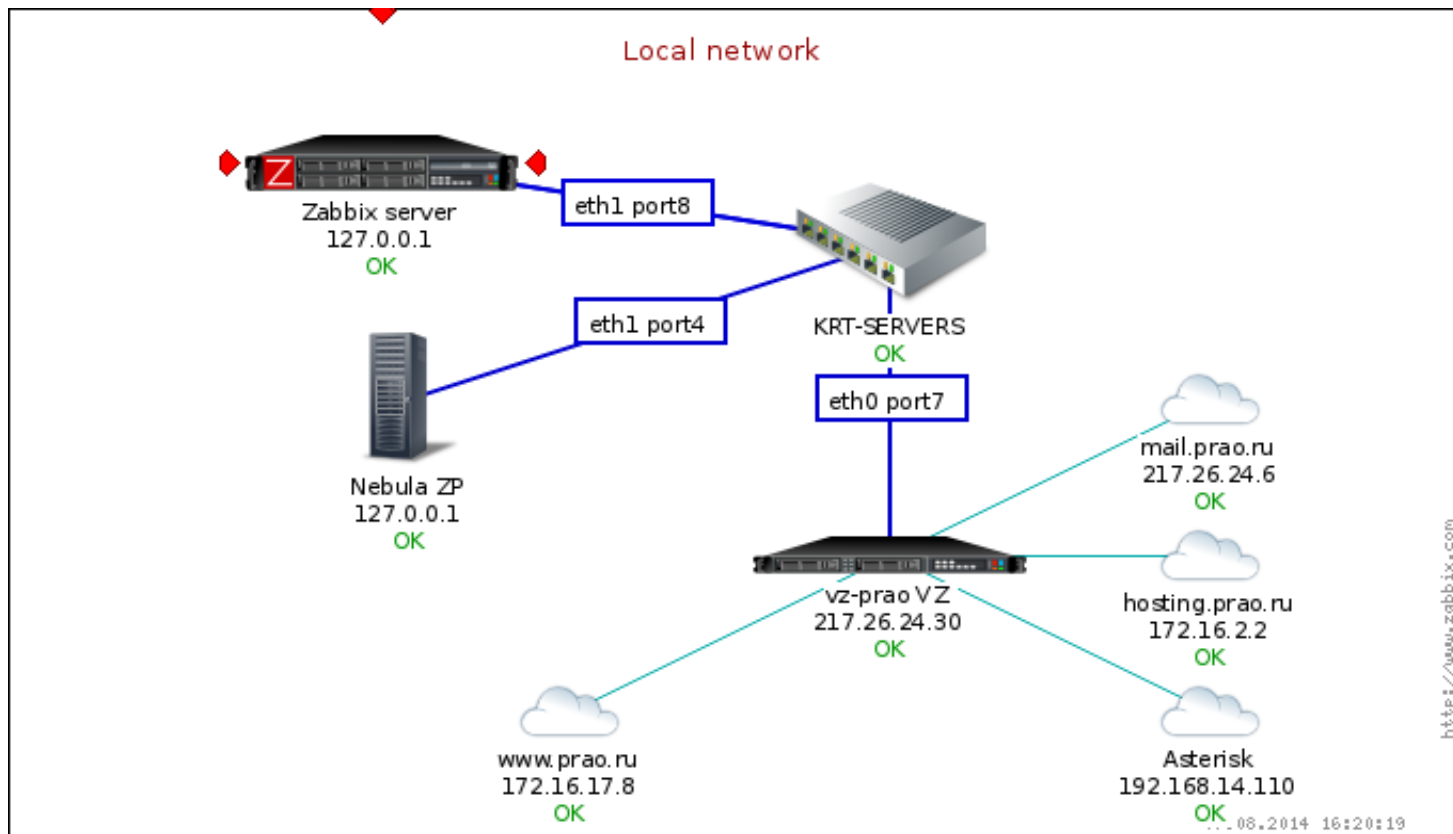 Local network
Z
Zabbix server
127.0.0.1
OK
eth1 port8
KRT-SERVERS
OK
eth1 port4
Nebula ZP
127.0.0.1
OK
eth0 port7
mail.prao.ru
217.26.24.6
OK
vz-prao VZ
217.26.24.30
OK
hosting.prao.ru
172.16.2.2
OK
www.prao.ru
172.16.17.8
OK
Asterisk
192.168.14.110
OK
.08.2014 16:20:19
http://www.zabbix.com